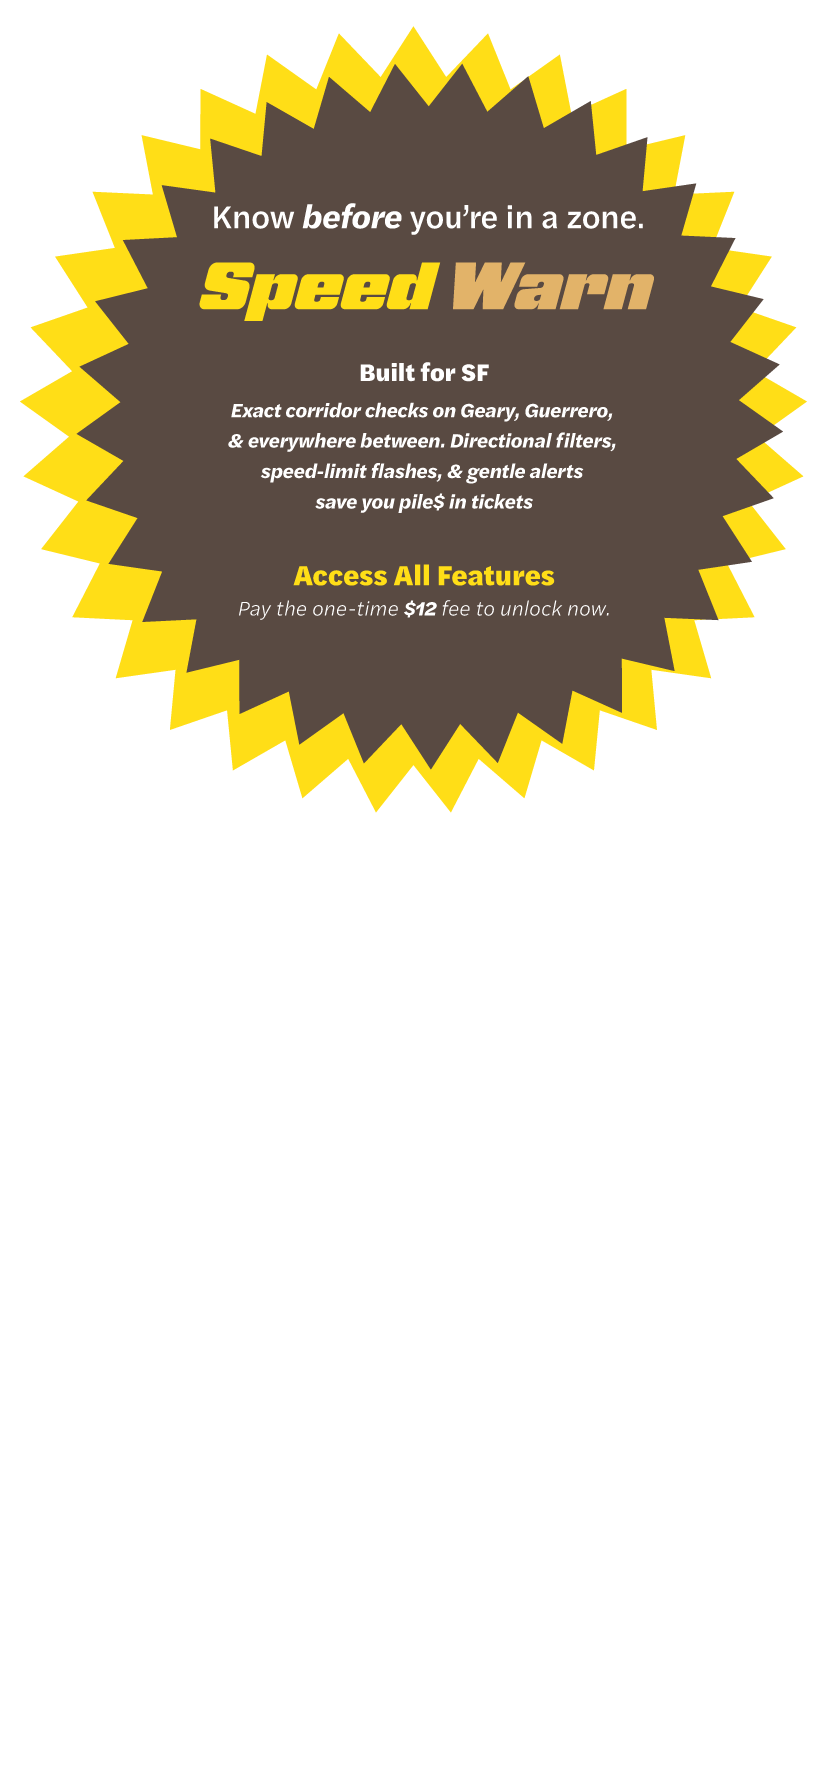 Know before you’re in a zone.
Speed Warn
Built for SF
Exact corridor checks on Geary, Guerrero,
& everywhere between. Directional filters,
speed-limit flashes, & gentle alerts
save you pile$ in tickets
Access All Features
Pay the one-time $12 fee to unlock now.